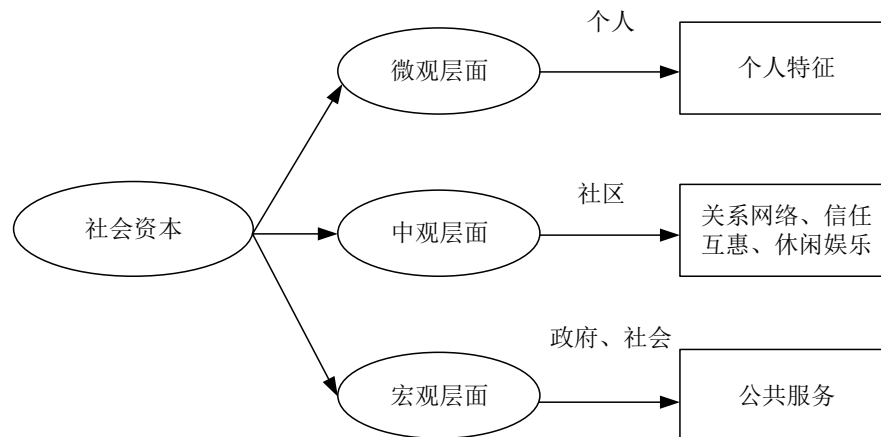 个人
微观层面
个人特征
社区
社会资本
中观层面
关系网络、信任
互惠、休闲娱乐
政府、社会
宏观层面
公共服务